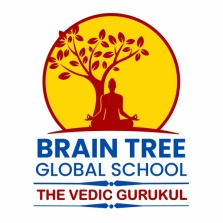 BRAIN TREE
GLOBAL SCHOOL
THE VEDIC GURUKUL